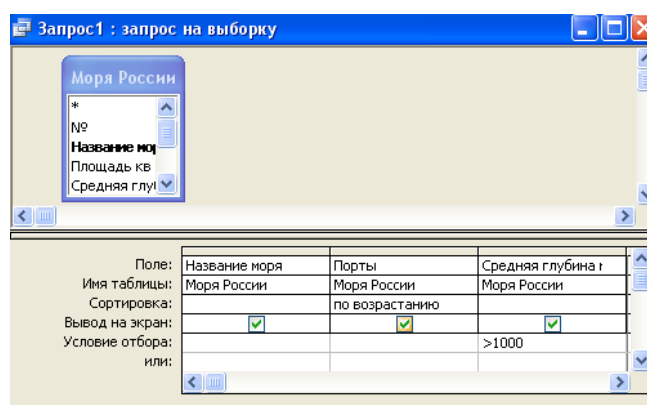 Запрос1 : запрос на выборку
Моря России
*
№
Название мор
Площадь кв
Средняя глу
Поле: Название моря Порты Средняя глубина г
Имя таблицы: Моря России Моря России Моря России
Сортировка: по возрастанию
Вывод на экран:
Условие отбора: >1000
или: